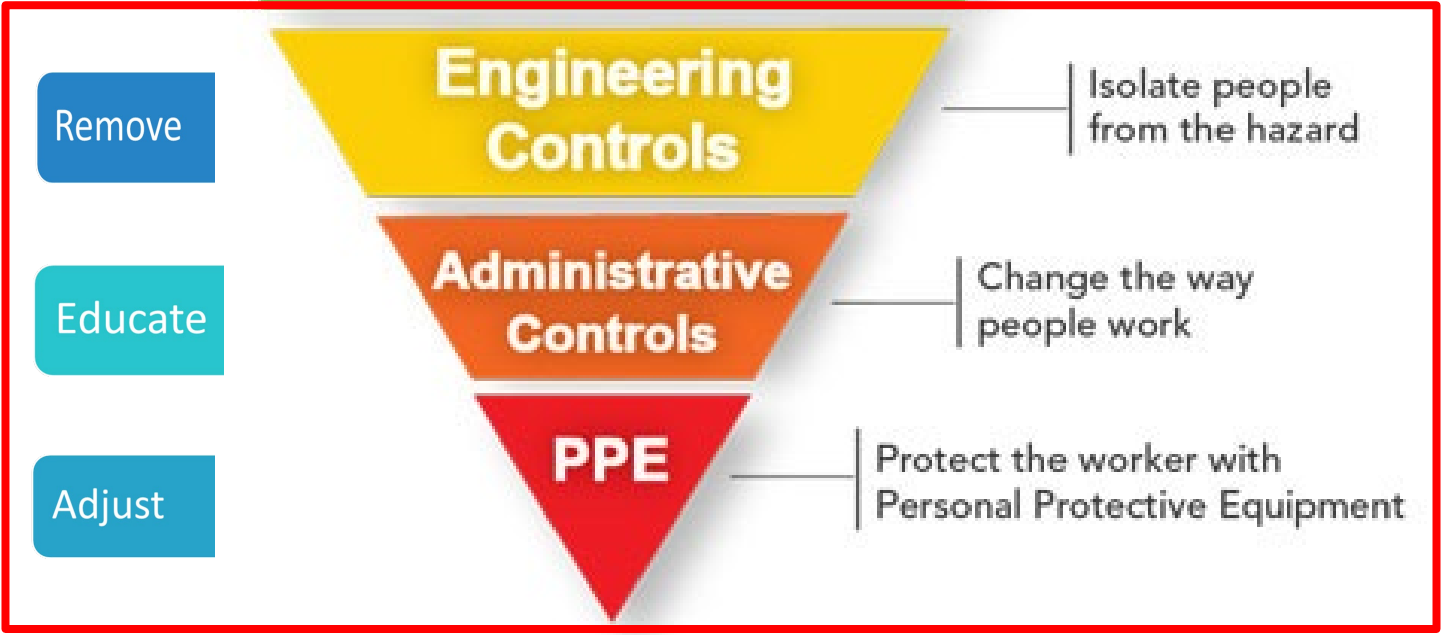 Remove
Engineering
Controls
Isolate people
from the hazard
Educate
Administrative
Controls
Change the way
people work
Adjust
PPE
Protect the worker with
Personal Protective Equipment